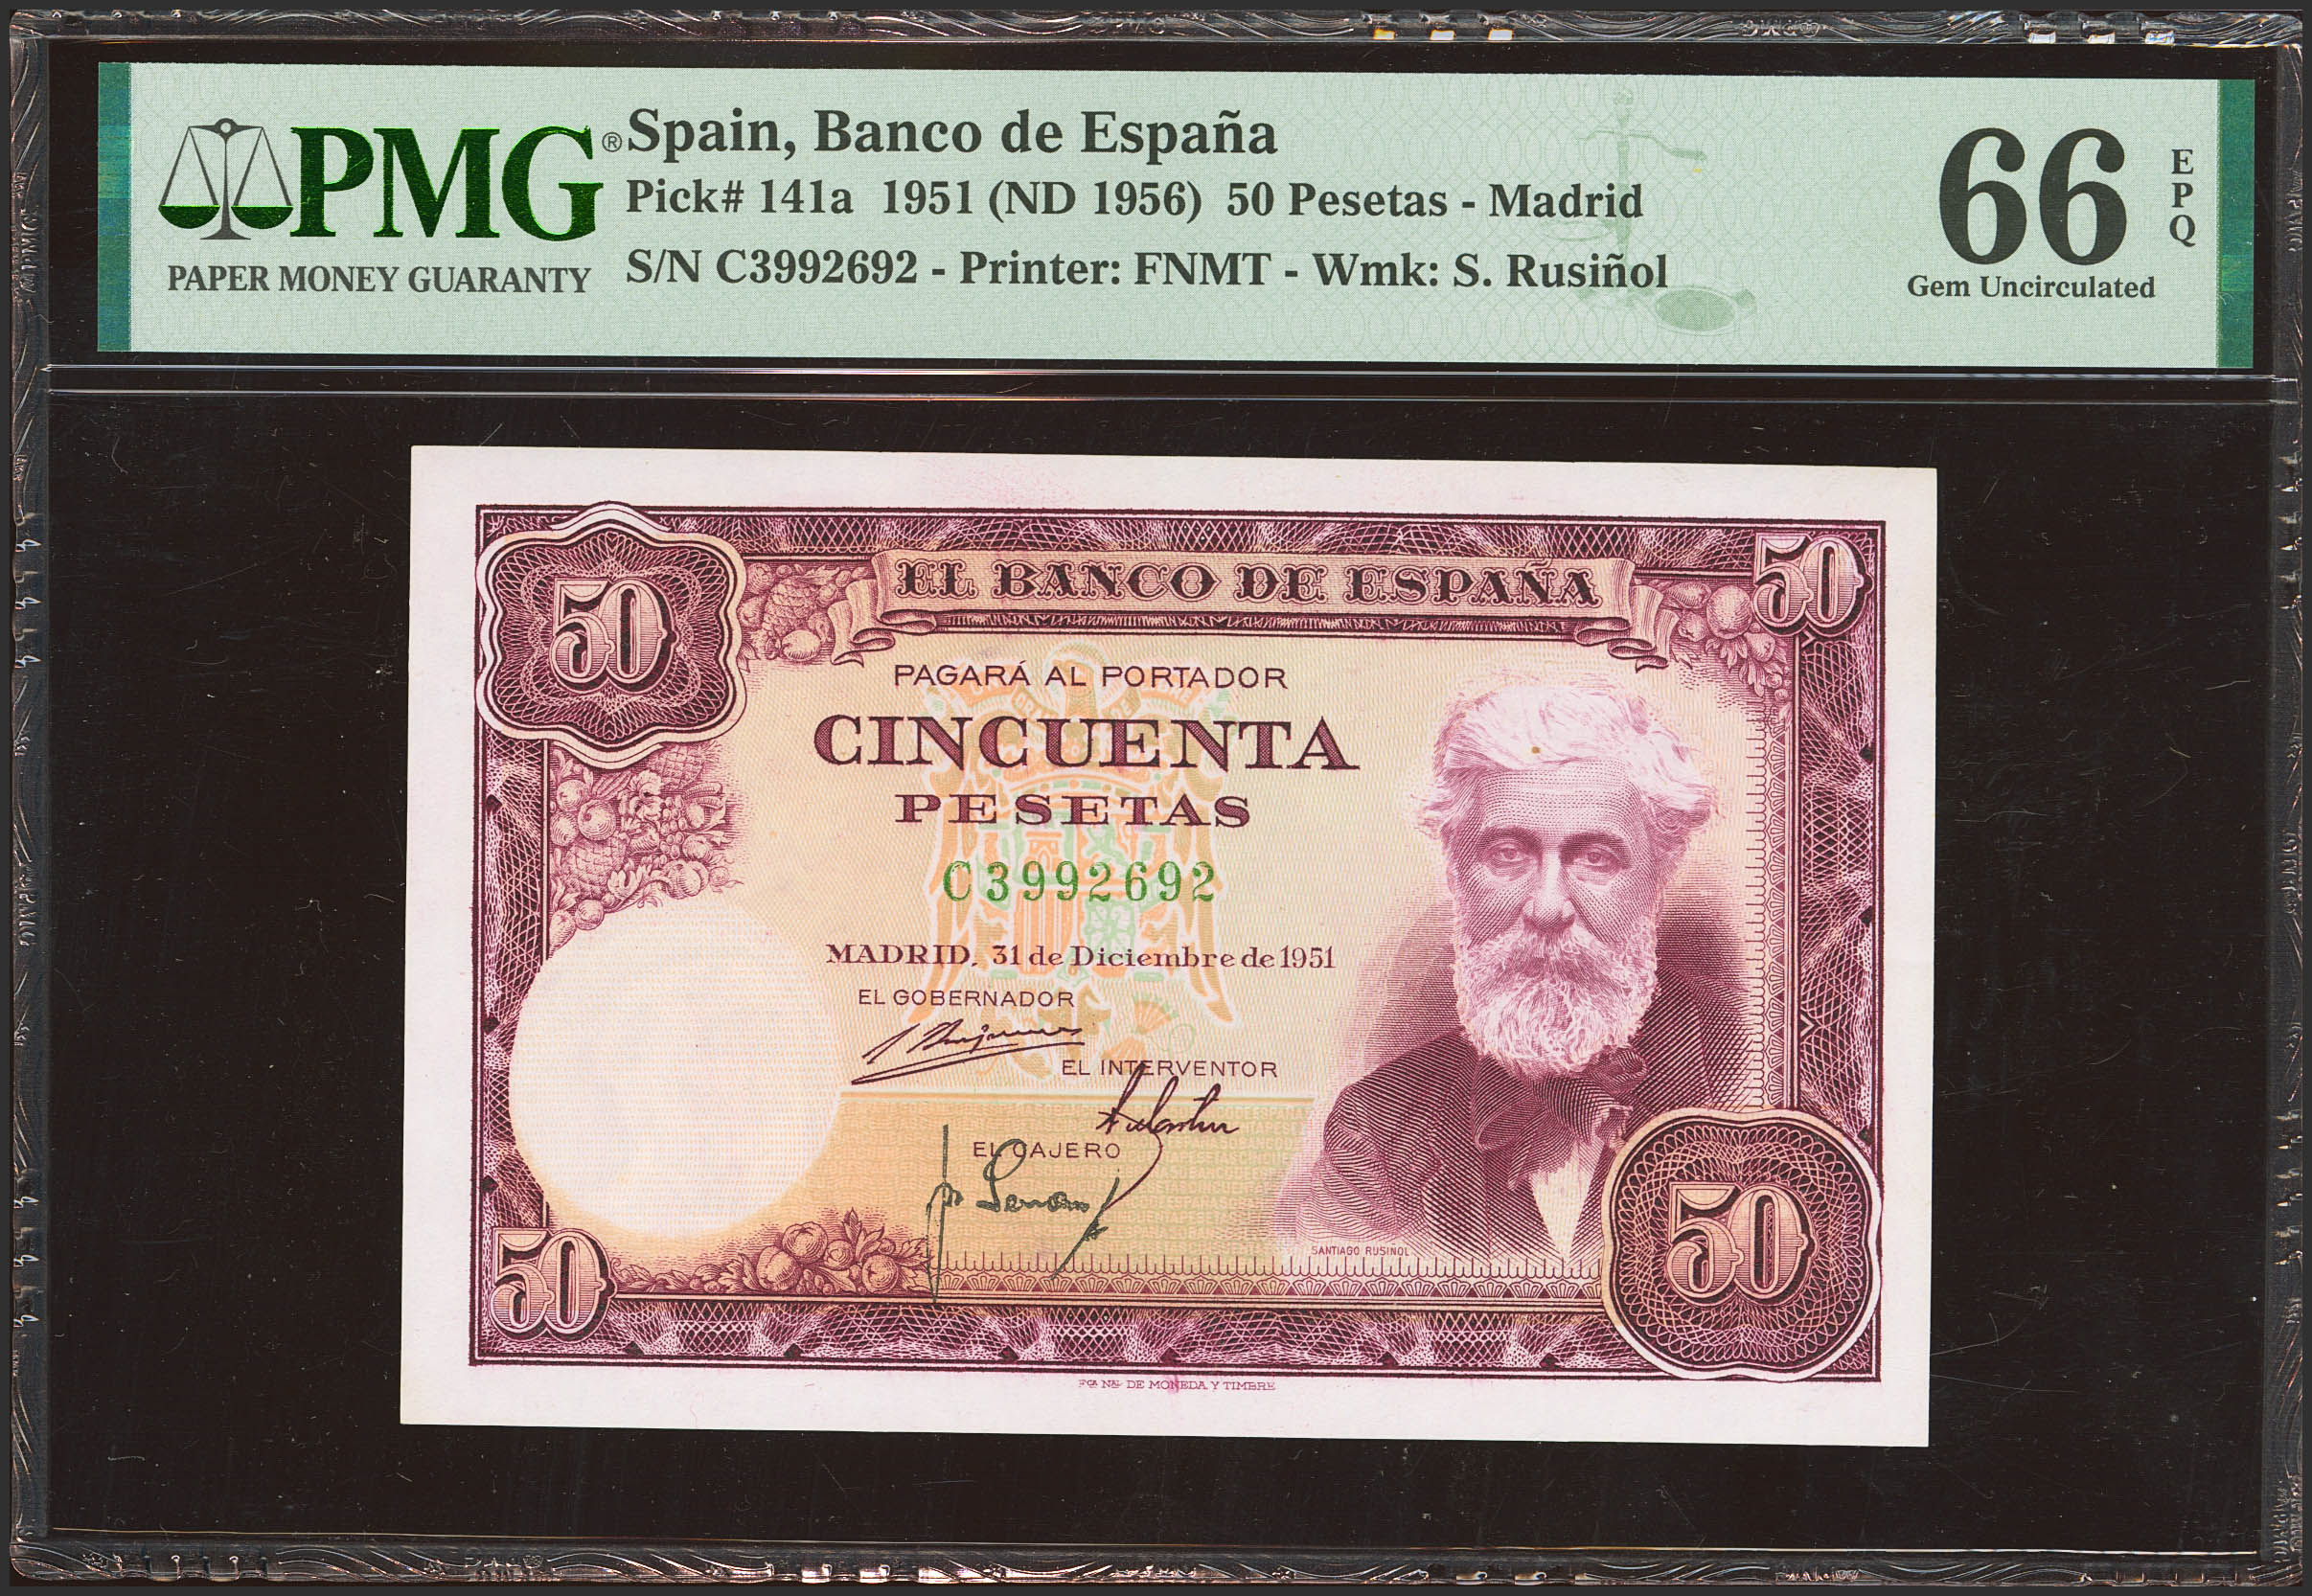 PMG®
PAPER MONEY GUARANTY
Spain, Banco de España
Pick# 141a 1951 (ND 1956) 50 Pesetas - Madrid
S/N C3992692 - Printer: FNMT - Wmk: S. Rusiñol
66
EPQ
Gem Uncirculated
50
50
EL BANCO DE ESPAÑA
PAGARÁ AL PORTADOR
CINCUENTA
PESETAS
C3992692
MADRID, 31 de Diciembre de 1951
EL GOBERNADOR
EL INTERVENTOR
EL CAJERO
SANTIAGO RUSIÑOL
50
50
FCA NAL DE MONEDA Y TIMBRE